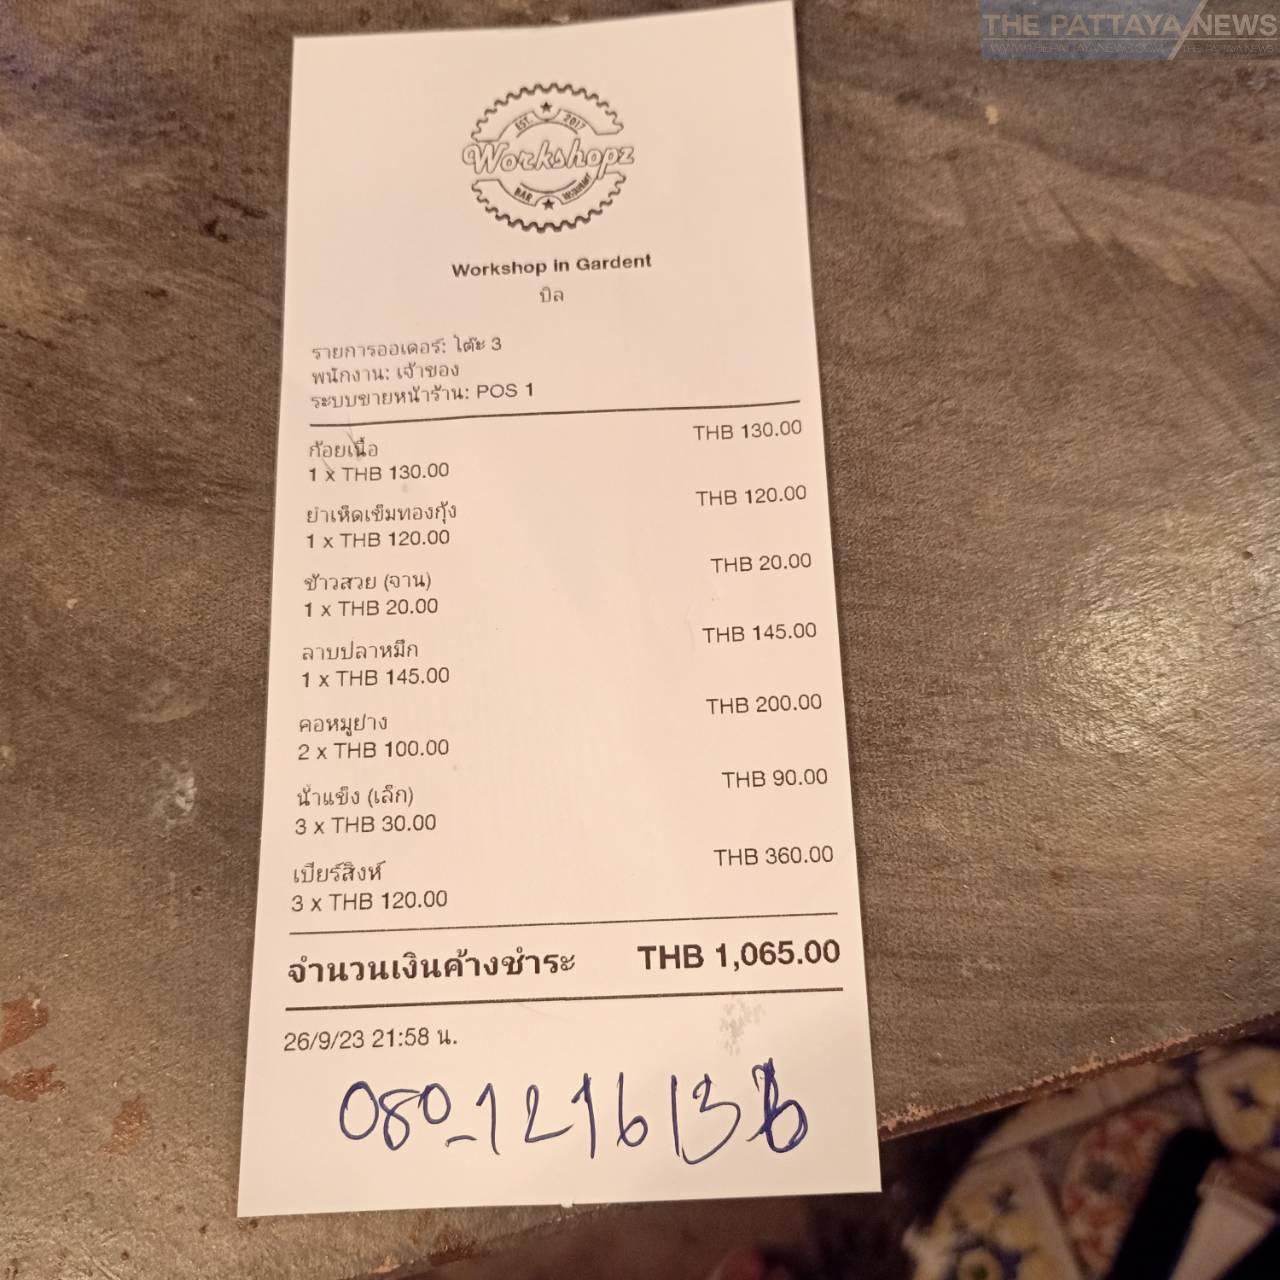 THE PATTAYA NEWS
EST. 2017
Workshopz
BAR
Workshop in Gardent
บิล
รายการออเดอร์: โต๊ะ 3
พนักงาน: เจ้าของ
ระบบขายหน้าร้าน: POS 1
ก้อยเนื้อ THB 130.00
1 x THB 130.00
ยำเห็ดเข็มทองกุ้ง THB 120.00
1 x THB 120.00
ข้าวสวย (จาน) THB 20.00
1 x THB 20.00
ลาบปลาหมึก THB 145.00
1 x THB 145.00
คอหมูย่าง THB 200.00
2 x THB 100.00
น้ำแข็ง (เล็ก) THB 90.00
3 x THB 30.00
เบียร์สิงห์ THB 360.00
3 x THB 120.00
จำนวนเงินค้างชำระ THB 1,065.00
26/9/23 21:58 น.